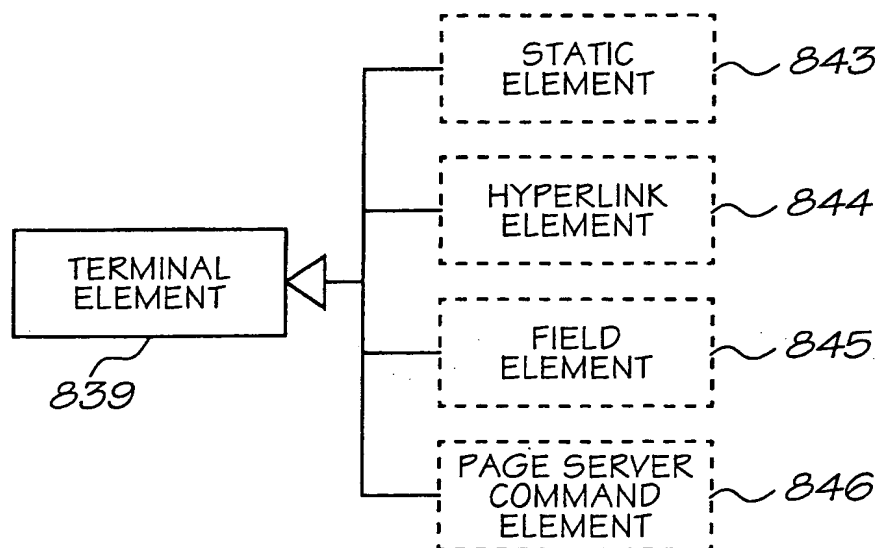 STATIC
ELEMENT
843
HYPERLINK
ELEMENT
844
TERMINAL
ELEMENT
839
FIELD
ELEMENT
845
PAGE SERVER
COMMAND
ELEMENT
846